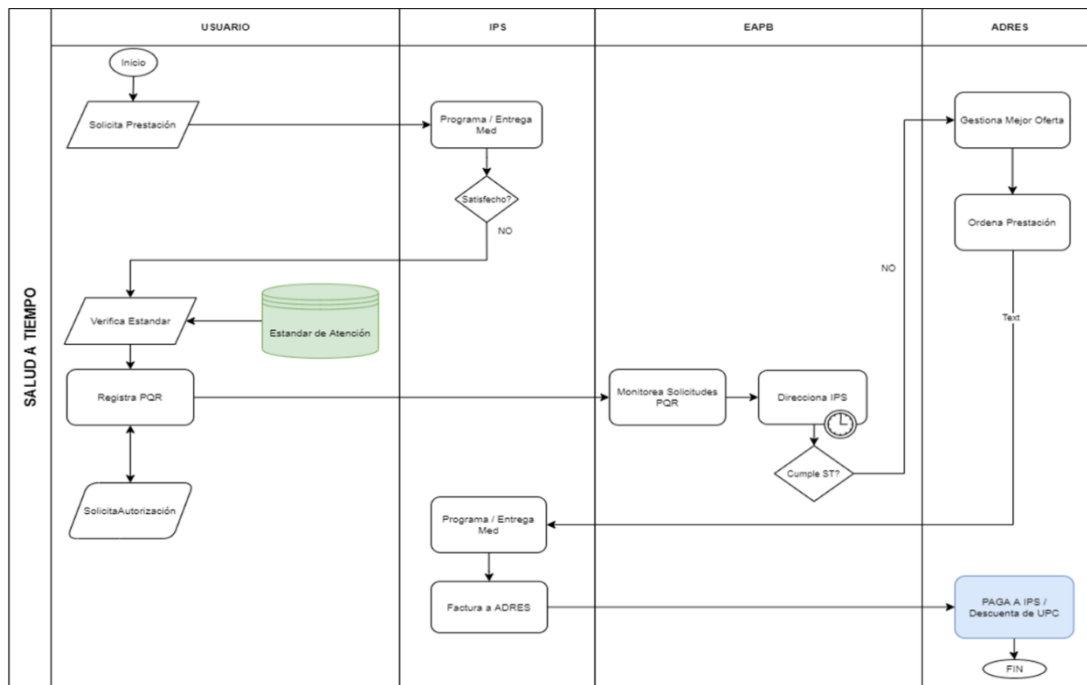 USUARIO
IPS
EAPB
ADRES
SALUD A TIEMPO
Inicio
Solicita Prestación
Programa / Entrega
Med
Gestiona Mejor Oferta
Satisfecho?
NO
Ordena Prestación
NO
Text
Verifica Estandar
Estandar de Atención
Registra PQR
Monitorea Solicitudes
PQR
Direcciona IPS
Cumple ST?
SolicitaAutorización
Programa / Entrega
Med
Factura a ADRES
PAGA A IPS /
Descuenta de UPC
FIN